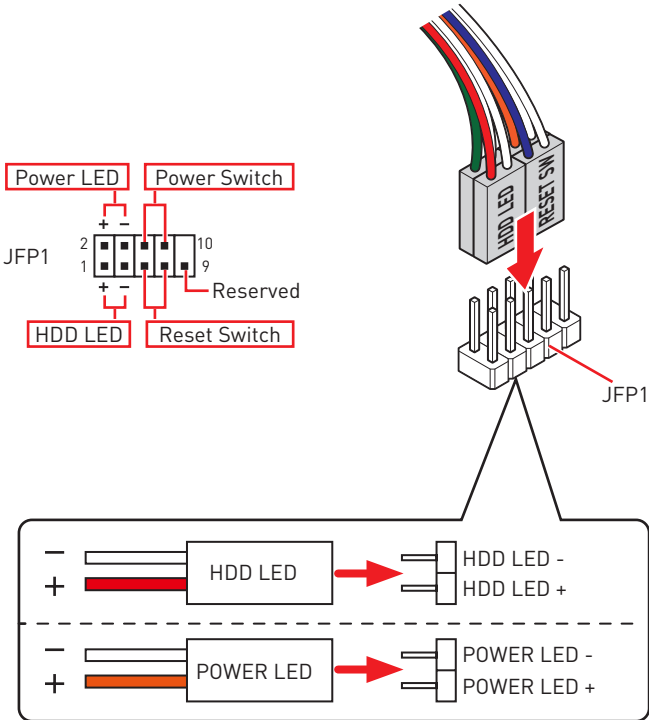 HDD LED
RESET SW
Power LED
Power Switch
+ −
2
10
JFP1
1
9
+ −
Reserved
HDD LED
Reset Switch
JFP1
−
+
HDD LED
HDD LED -
HDD LED +
−
+
POWER LED
POWER LED -
POWER LED +